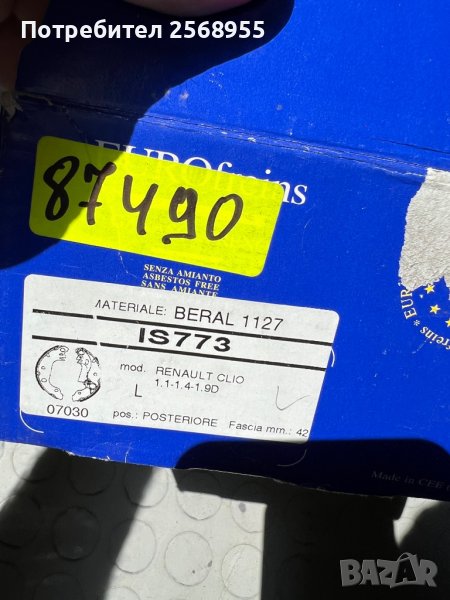 Потребител 2568955
EUROfreins
87490
SENZA AMIANTO
ASBESTOS FREE
SANS AMIANTE
MATERIALE: BERAL 1127
IS773
mod. RENAULT CLIO
1.1-1.4-1.9D
L
07030
pos.: POSTERIORE Fascia mm.: 42
Made in CEE
BAZAR